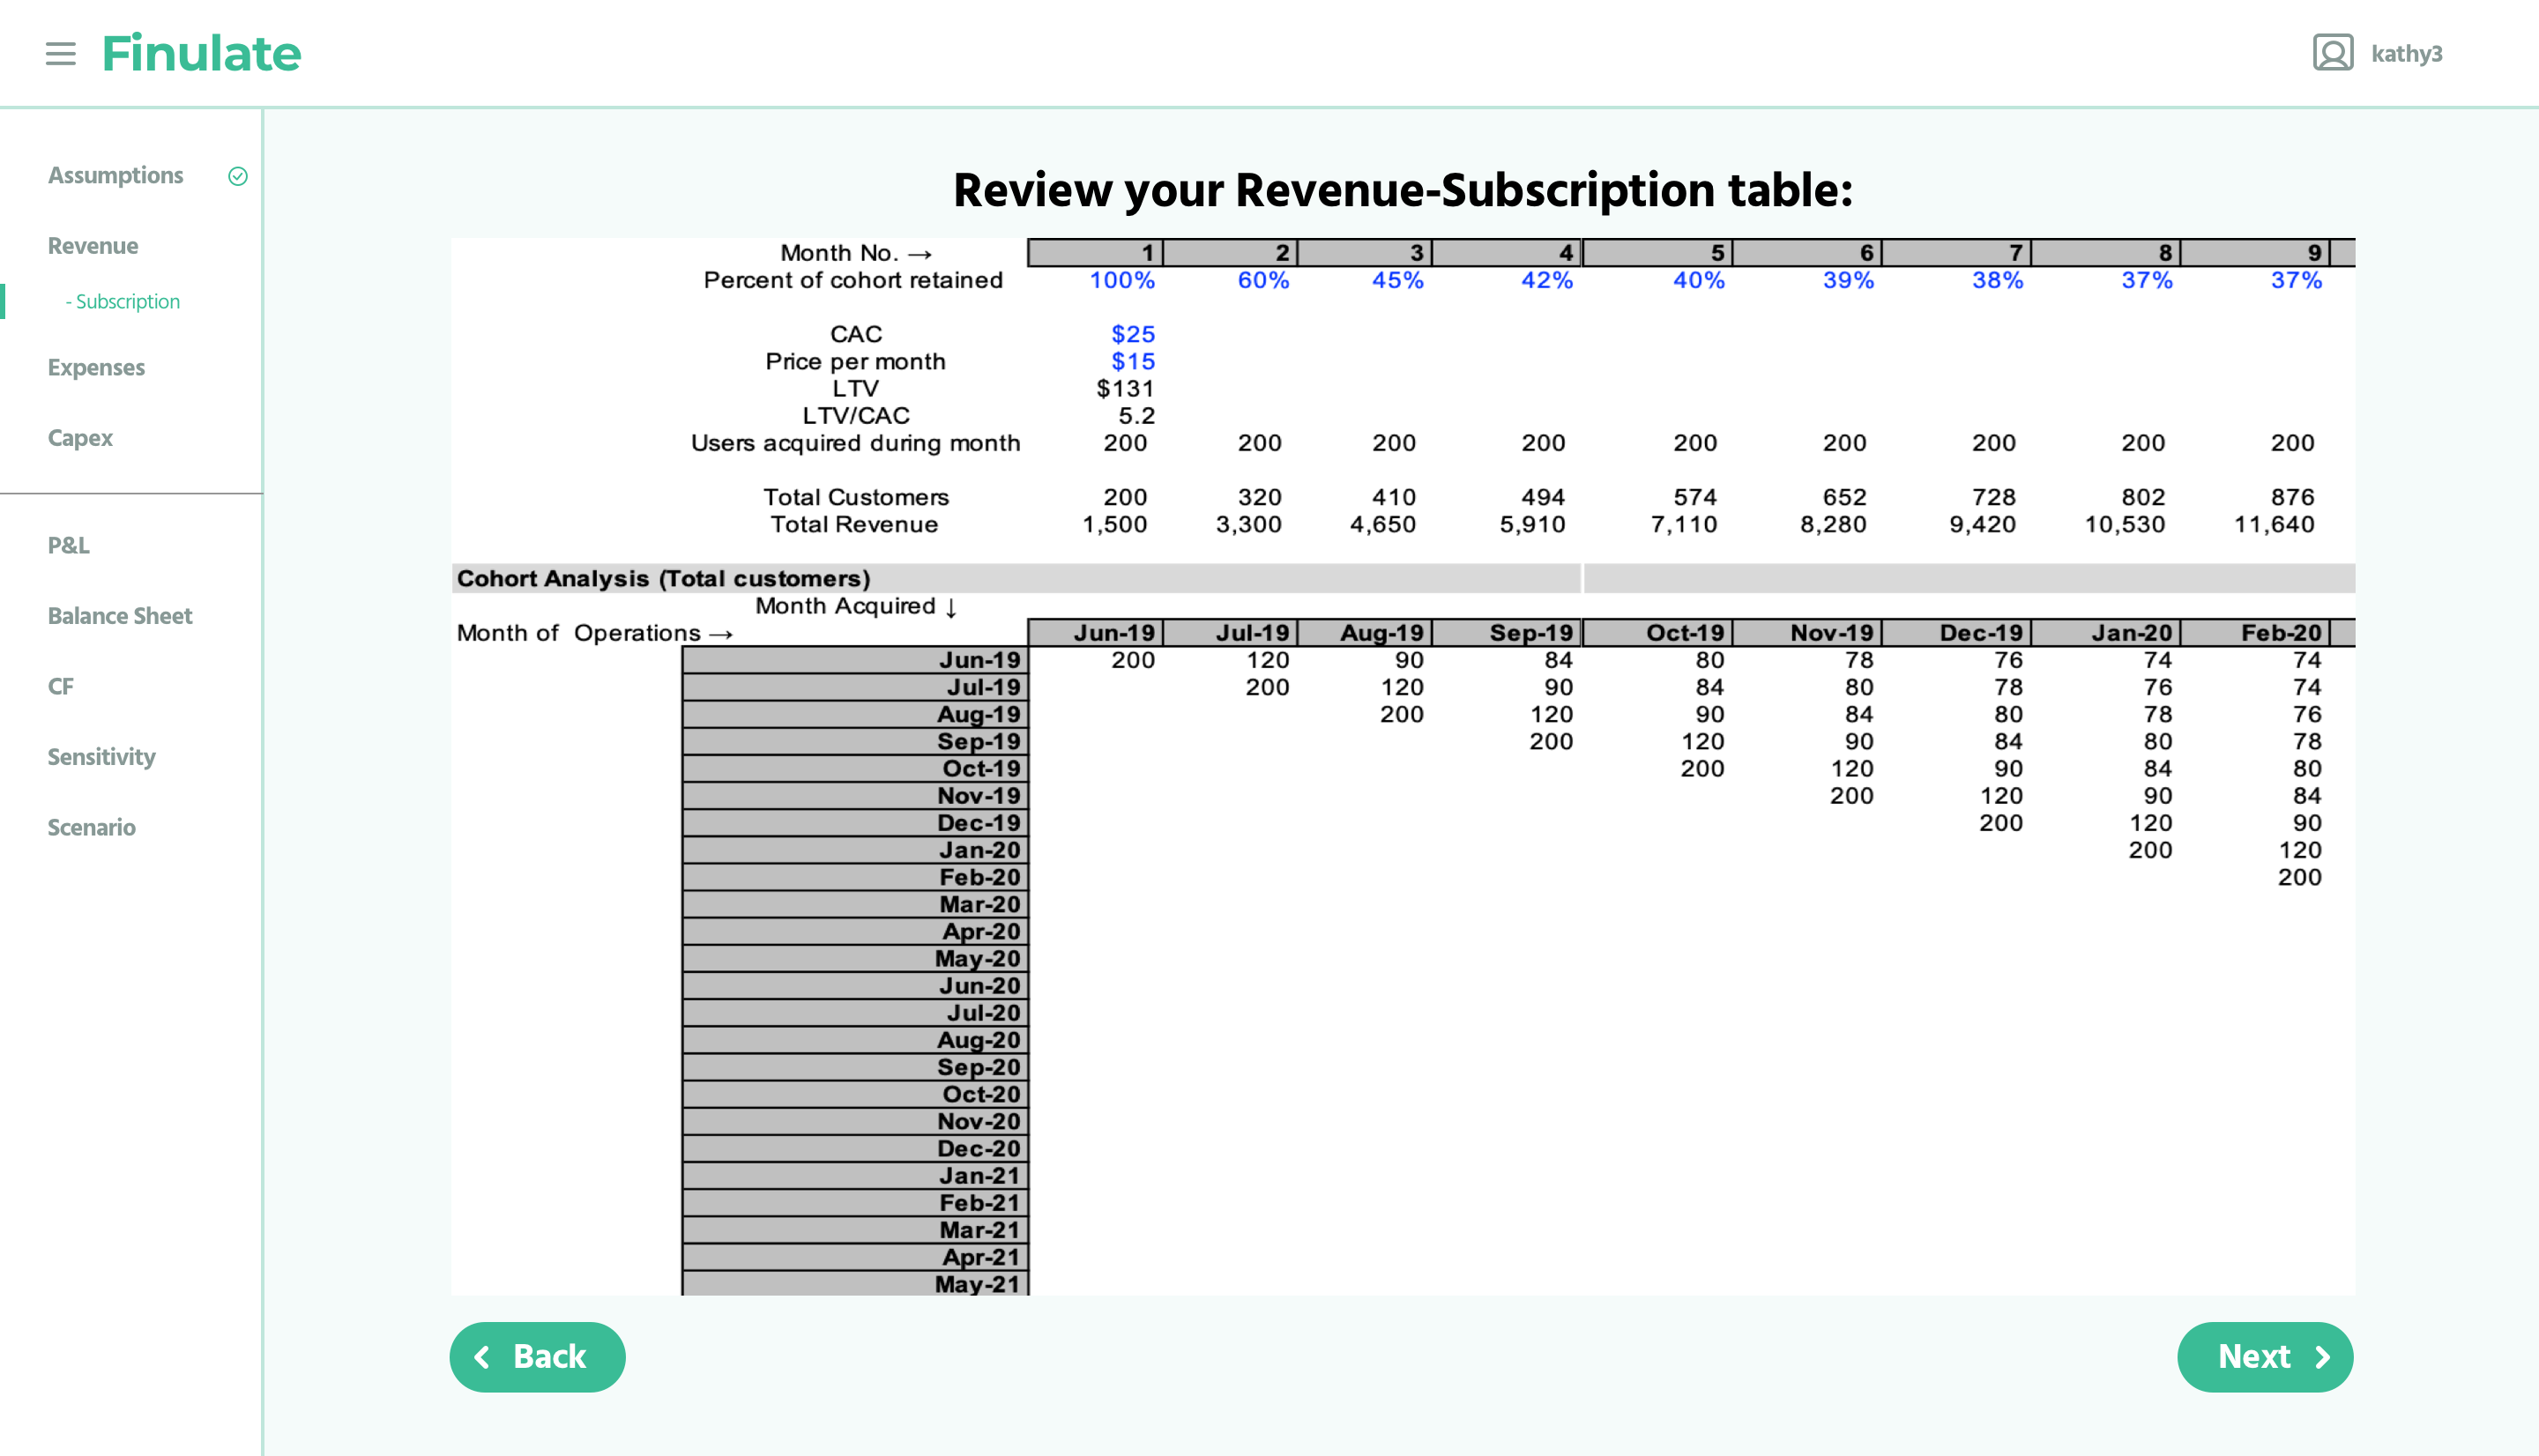 Finulate
kathy3
Assumptions
Revenue
- Subscription
Expenses
Capex
P&L
Balance Sheet
CF
Sensitivity
Scenario
Review your Revenue-Subscription table:
Month No. → 1 2 3 4 5 6 7 8 9
Percent of cohort retained 100% 60% 45% 42% 40% 39% 38% 37% 37%
CAC $25
Price per month $15
LTV $131
LTV/CAC 5.2
Users acquired during month 200 200 200 200 200 200 200 200 200
Total Customers 200 320 410 494 574 652 728 802 876
Total Revenue 1,500 3,300 4,650 5,910 7,110 8,280 9,420 10,530 11,640
Cohort Analysis (Total customers)
Month Acquired ↓
Month of Operations → Jun-19 Jul-19 Aug-19 Sep-19 Oct-19 Nov-19 Dec-19 Jan-20 Feb-20
Jun-19 200 120 90 84 80 78 76 74 74
Jul-19 200 120 90 84 80 78 76 74
Aug-19 200 120 90 84 80 78 76
Sep-19 200 120 90 84 80 78
Oct-19 200 120 90 84 80
Nov-19 200 120 90 84
Dec-19 200 120 90
Jan-20 200 120
Feb-20 200
Mar-20
Apr-20
May-20
Jun-20
Jul-20
Aug-20
Sep-20
Oct-20
Nov-20
Dec-20
Jan-21
Feb-21
Mar-21
Apr-21
May-21
Back
Next